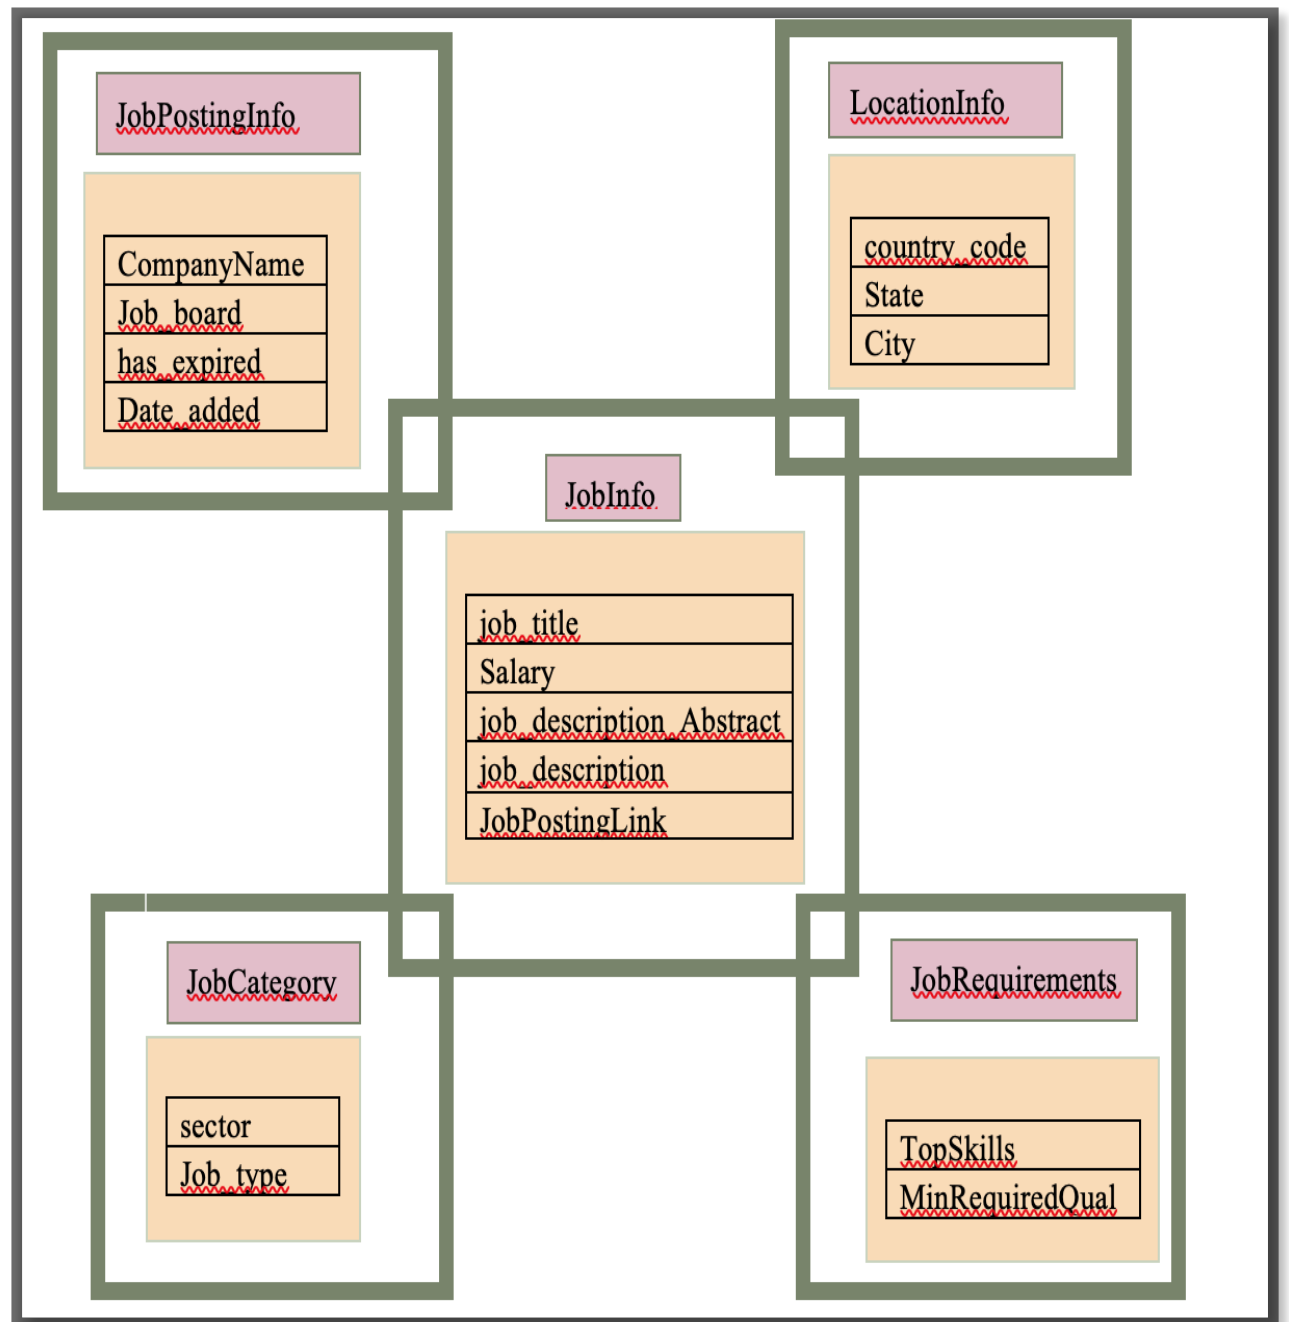 JobPostingInfo
CompanyName
Job_board
has_expired
Date_added
LocationInfo
country_code
State
City
JobInfo
job_title
Salary
job_description_Abstract
job_description
JobPostingLink
JobCategory
sector
Job_type
JobRequirements
TopSkills
MinRequiredQual